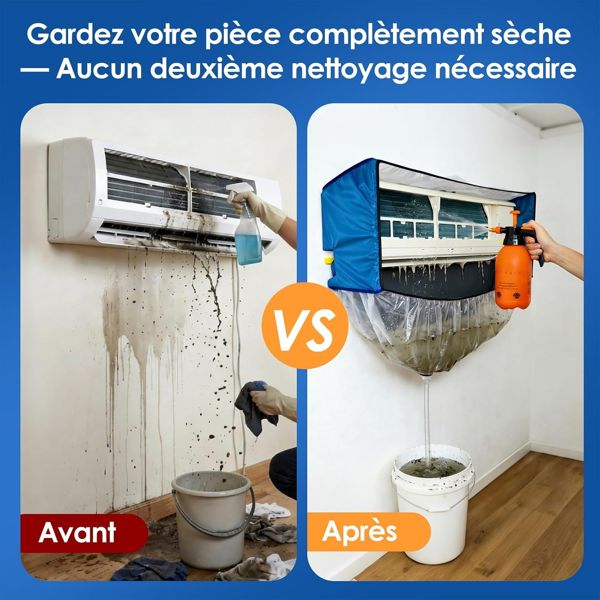 Gardez votre pièce complètement sèche
— Aucun deuxième nettoyage nécessaire
VS
Avant
Après